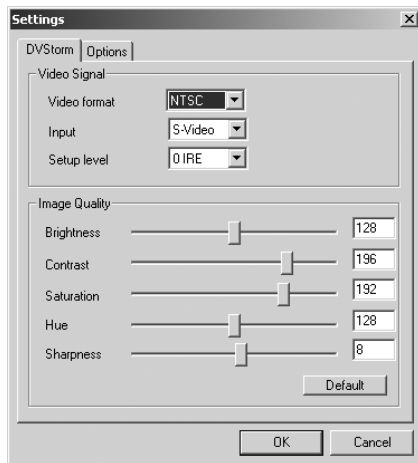 Settings
DVStorm Options
Video Signal
Video format NTSC
Input S-Video
Setup level 0 IRE
Image Quality
Brightness 128
Contrast 196
Saturation 192
Hue 128
Sharpness 8
Default
OK Cancel